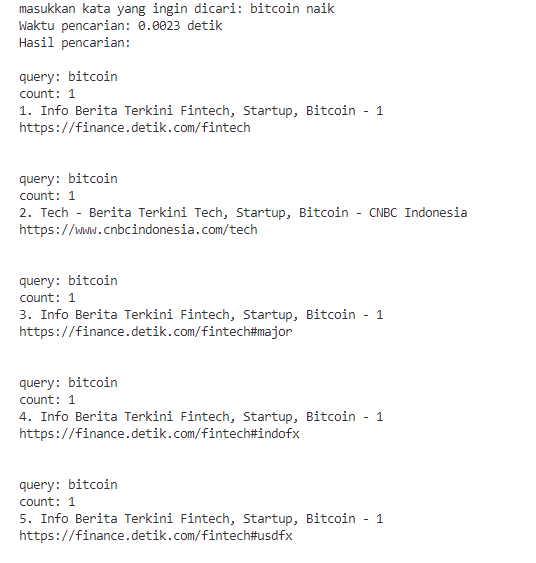 masukkan kata yang ingin dicari: bitcoin naik
Waktu pencarian: 0.0023 detik
Hasil pencarian:
query: bitcoin
count: 1
1. Info Berita Terkini Fintech, Startup, Bitcoin - 1
https://finance.detik.com/fintech
query: bitcoin
count: 1
2. Tech - Berita Terkini Tech, Startup, Bitcoin - CNBC Indonesia
https://www.cnbcindonesia.com/tech
query: bitcoin
count: 1
3. Info Berita Terkini Fintech, Startup, Bitcoin - 1
https://finance.detik.com/fintech#major
query: bitcoin
count: 1
4. Info Berita Terkini Fintech, Startup, Bitcoin - 1
https://finance.detik.com/fintech#indofx
query: bitcoin
count: 1
5. Info Berita Terkini Fintech, Startup, Bitcoin - 1
https://finance.detik.com/fintech#usdfx